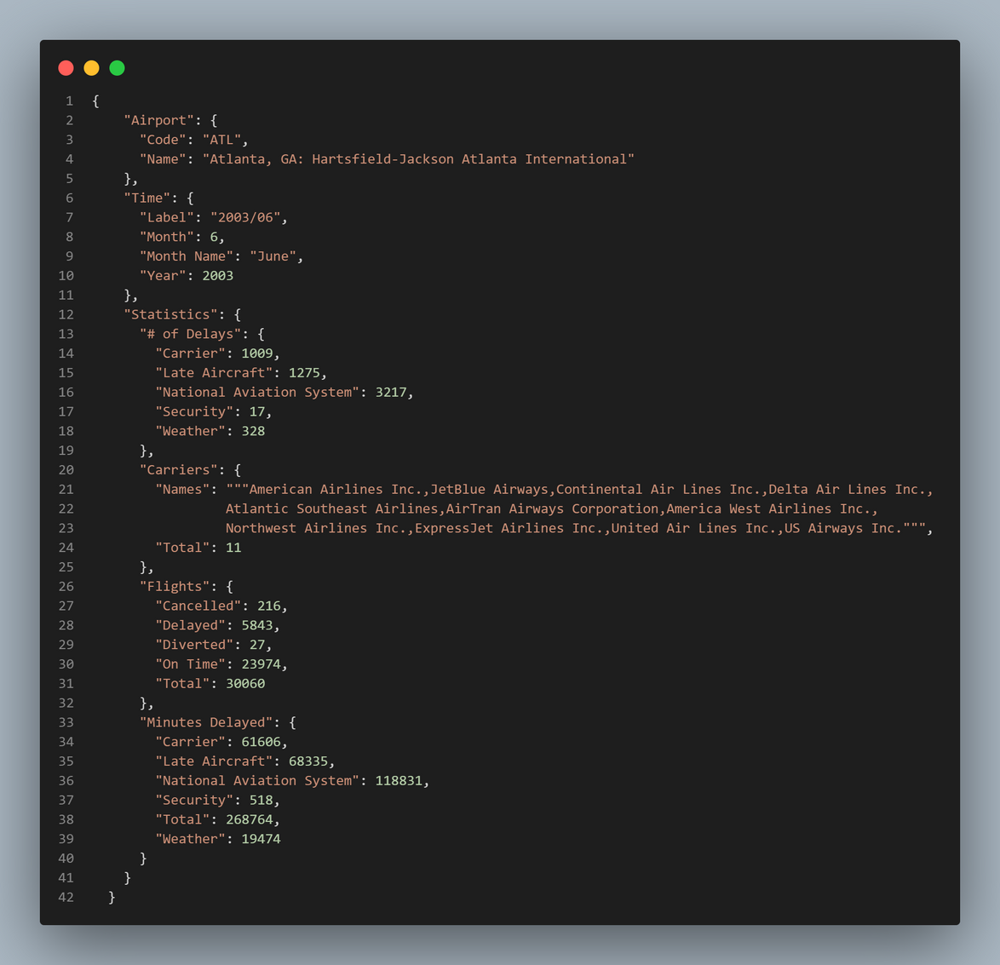 1 {
2     "Airport": {
3       "Code": "ATL",
4       "Name": "Atlanta, GA: Hartsfield-Jackson Atlanta International"
5     },
6     "Time": {
7       "Label": "2003/06",
8       "Month": 6,
9       "Month Name": "June",
10       "Year": 2003
11     },
12     "Statistics": {
13       "# of Delays": {
14         "Carrier": 1009,
15         "Late Aircraft": 1275,
16         "National Aviation System": 3217,
17         "Security": 17,
18         "Weather": 328
19       },
20       "Carriers": {
21         "Names": """American Airlines Inc.,JetBlue Airways,Continental Air Lines Inc.,Delta Air Lines Inc.,
22                  Atlantic Southeast Airlines,AirTran Airways Corporation,America West Airlines Inc.,
23                  Northwest Airlines Inc.,ExpressJet Airlines Inc.,United Air Lines Inc.,US Airways Inc.""",
24         "Total": 11
25       },
26       "Flights": {
27         "Cancelled": 216,
28         "Delayed": 5843,
29         "Diverted": 27,
30         "On Time": 23974,
31         "Total": 30060
32       },
33       "Minutes Delayed": {
34         "Carrier": 61606,
35         "Late Aircraft": 68335,
36         "National Aviation System": 118831,
37         "Security": 518,
38         "Total": 268764,
39         "Weather": 19474
40       }
41     }
42   }